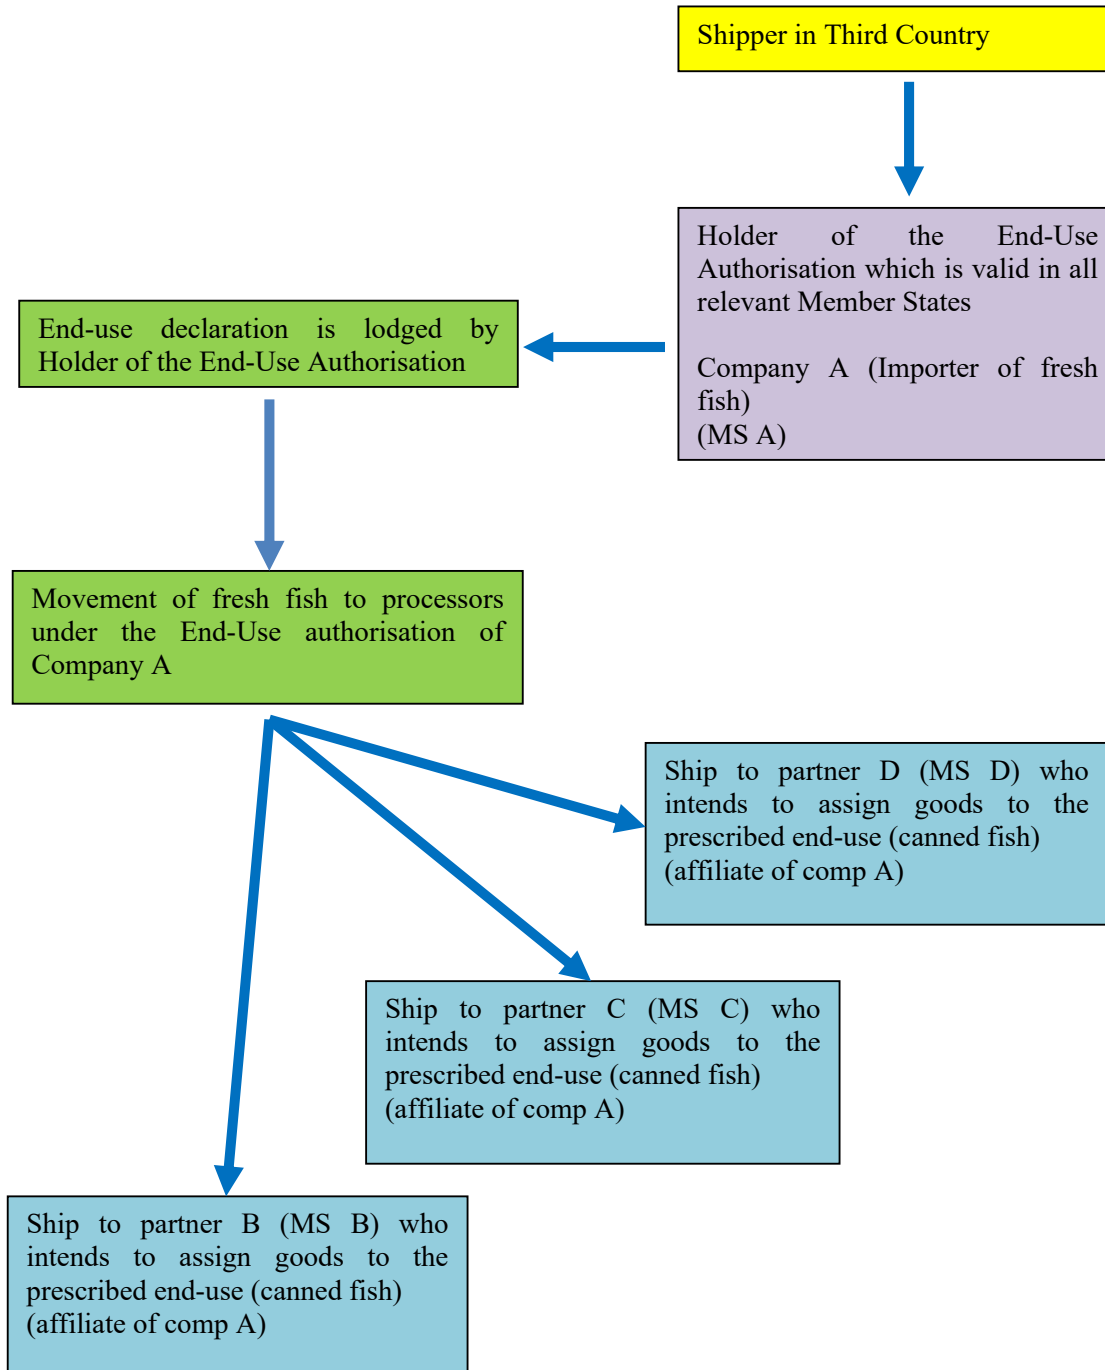 Shipper in Third Country
Holder of the End-Use
Authorisation which is valid in all
relevant Member States
Company A (Importer of fresh
fish)
(MS A)
End-use declaration is lodged by
Holder of the End-Use Authorisation
Movement of fresh fish to processors
under the End-Use authorisation of
Company A
Ship to partner D (MS D) who
intends to assign goods to the
prescribed end-use (canned fish)
(affiliate of comp A)
Ship to partner C (MS C) who
intends to assign goods to the
prescribed end-use (canned fish)
(affiliate of comp A)
Ship to partner B (MS B) who
intends to assign goods to the
prescribed end-use (canned fish)
(affiliate of comp A)